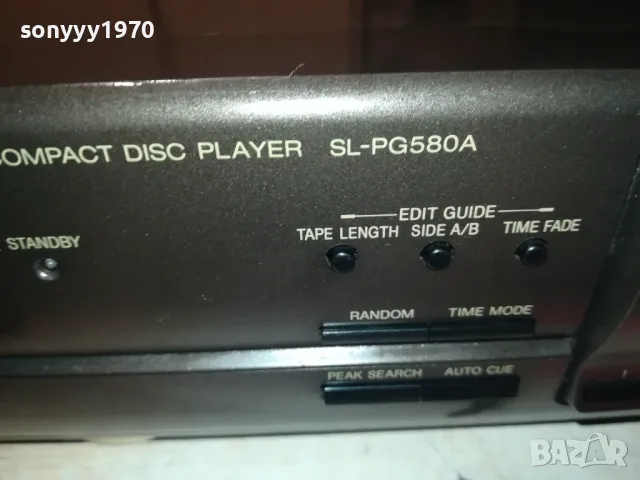 sonyyy1970
COMPACT DISC PLAYER SL-PG580A
EDIT GUIDE
STANDBY
TAPE LENGTH SIDE A/B TIME FADE
RANDOM TIME MODE
PEAK SEARCH AUTO CUE
BAZAR